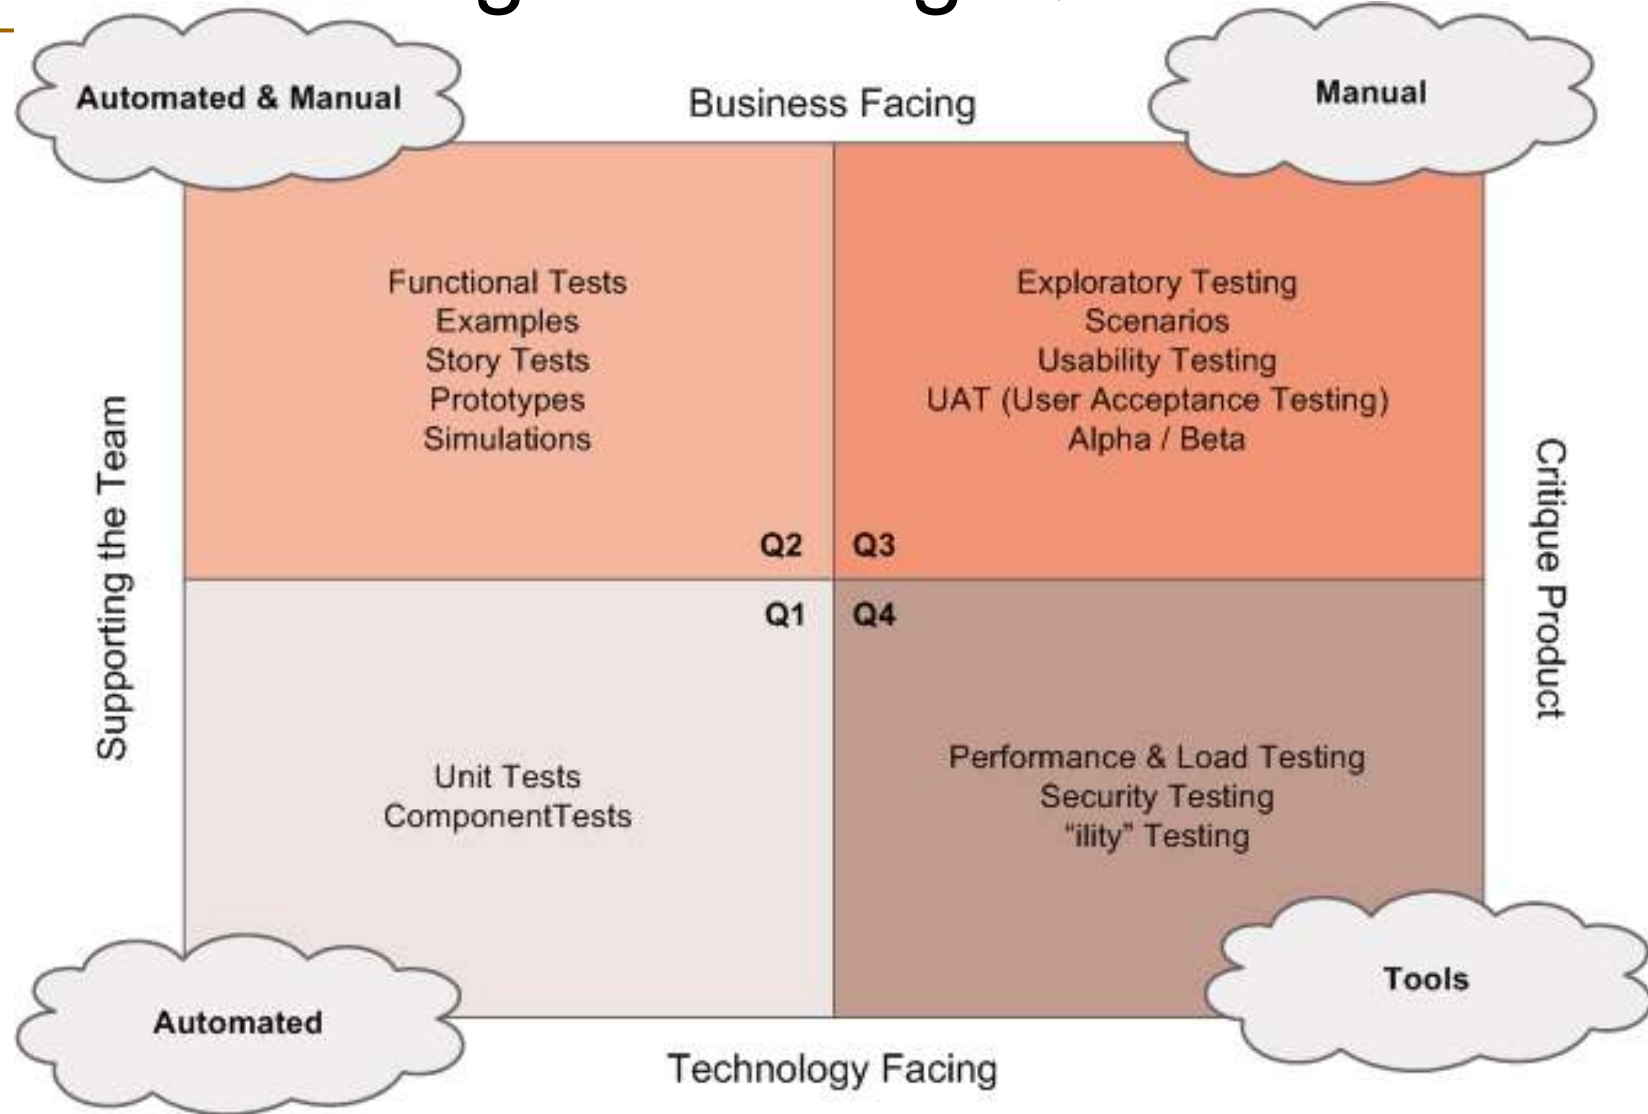 Automated & Manual
Business Facing
Manual
Functional Tests
Examples
Story Tests
Prototypes
Simulations
Exploratory Testing
Scenarios
Usability Testing
UAT (User Acceptance Testing)
Alpha / Beta
Supporting the Team
Critique Product
Q2
Q3
Q1
Q4
Unit Tests
ComponentTests
Performance & Load Testing
Security Testing
“ility” Testing
Automated
Tools
Technology Facing